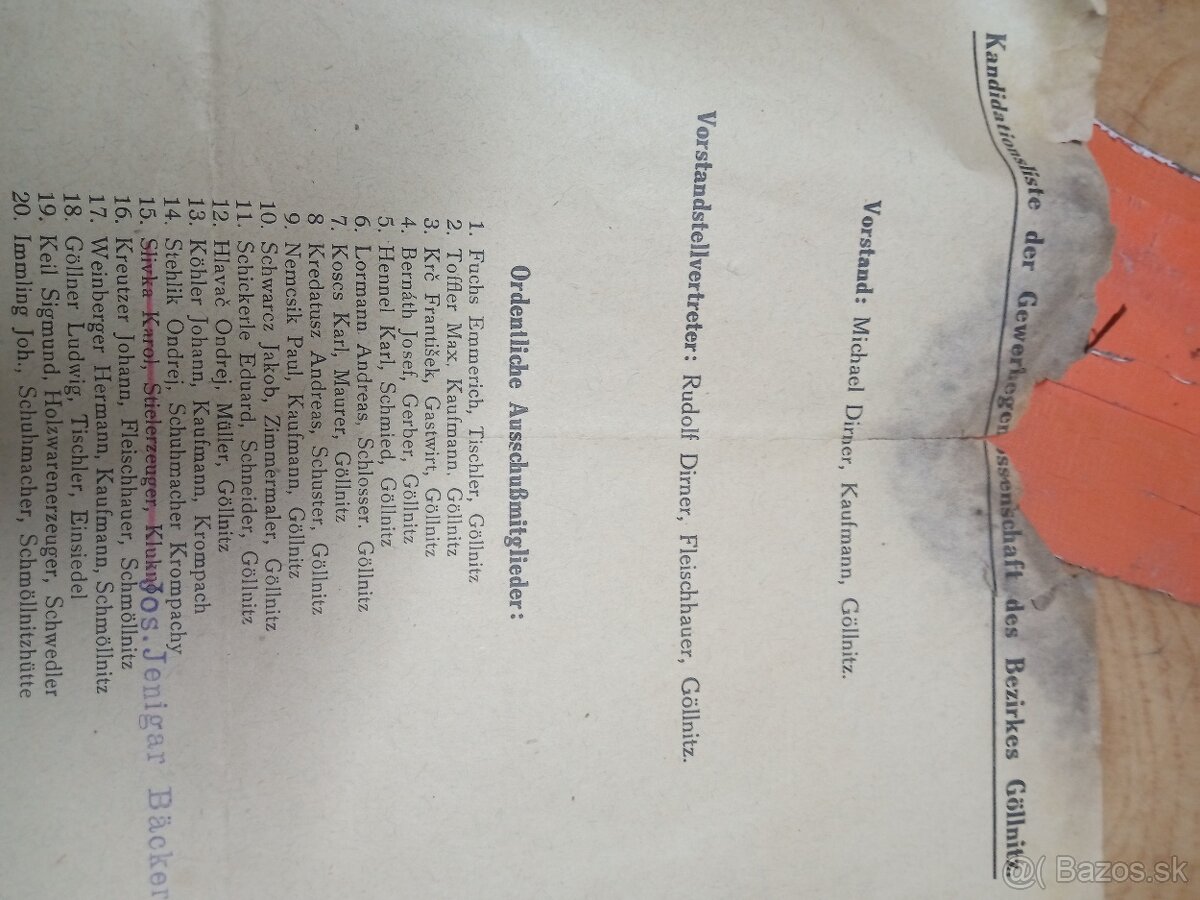 Kandidationsliste der Gewerbegenossenschaft des Bezirkes Göllnitz.
Vorstand: Michael Dirner, Kaufmann, Göllnitz.
Vorstandstellvertreter: Rudolf Dirner, Fleischhauer, Göllnitz.
Ordentliche Ausschußmitglieder:
1. Fuchs Emmerich, Tischler, Göllnitz
2. Toffler Max, Kaufmann. Göllnitz
3. Krč František, Gastwirt, Göllnitz
4. Bernáth Josef, Gerber, Göllnitz
5. Hennel Karl, Schmied, Göllnitz
6. Lormann Andreas, Schlosser. Göllnitz
7. Koscs Karl, Maurer, Göllnitz
8 Kredatusz Andreas, Schuster, Göllnitz
9. Nemcsik Paul, Kaufmann, Göllnitz
10. Schwarcz Jakob, Zimmermaler, Göllnitz
11. Schickerle Eduard, Schneider, Göllnitz
12. Hlavač Ondrej, Müller, Göllnitz
13. Köhler Johann, Kaufmann, Krompach
14. Stehlik Ondrej, Schuhmacher Krompachy
15. Slivka Karol, Stielerzeuger, Jos. Jenigar Bäcker
16. Kreutzer Johann, Fleischhauer, Schmöllnitz
17. Weinberger Hermann, Kaufmann, Schmöllnitz
18. Göllner Ludwig, Tischler, Einsiedel
19. Keil Sigmund, Holzwarenerzeuger, Schwedler
20. Immling Joh., Schuhmacher, Schmöllnitzhütte
Bazos.sk